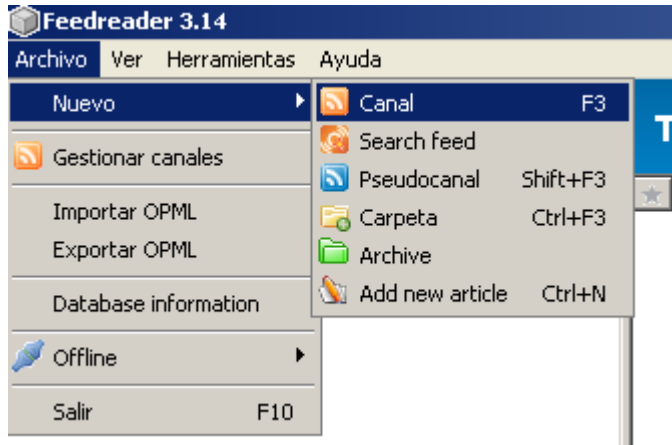 Feedreader 3.14
Archivo Ver Herramientas Ayuda
Nuevo
Gestionar canales
Importar OPML
Exportar OPML
Database information
Offline
Salir F10
Canal F3
Search feed
Pseudocanal Shift+F3
Carpeta Ctrl+F3
Archive
Add new article Ctrl+N
T